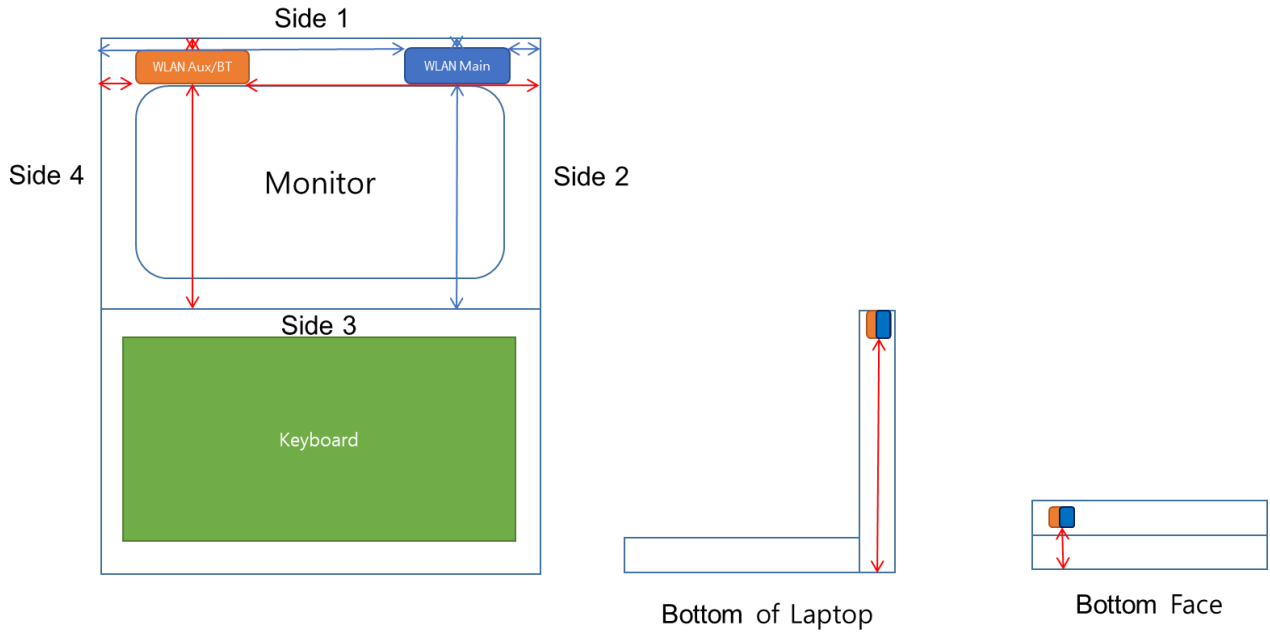 Side 1
WLAN Aux/BT
WLAN Main
Side 4
Monitor
Side 2
Side 3
Keyboard
Bottom of Laptop
Bottom Face